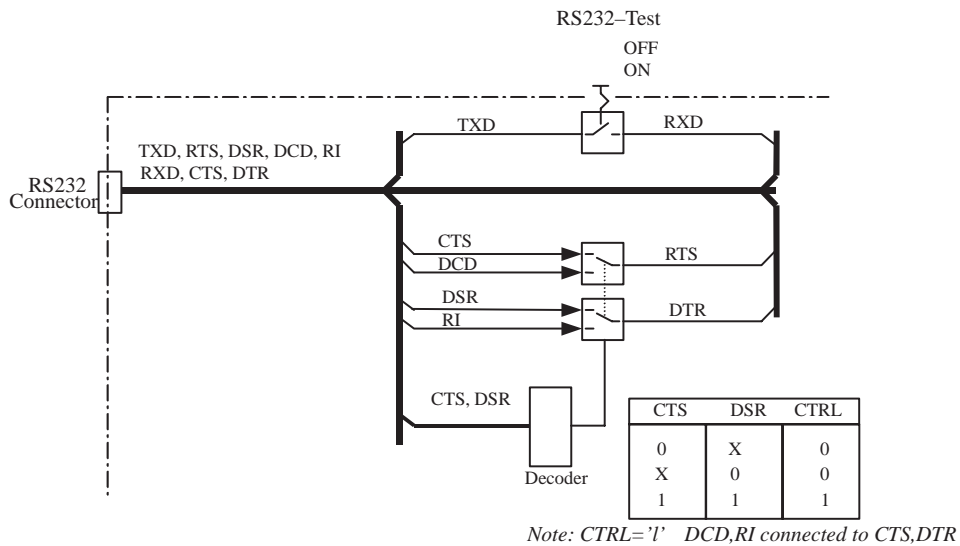 RS232–Test
OFF
ON
TXD
RXD
TXD, RTS, DSR, DCD, RI
RXD, CTS, DTR
RS232
Connector
CTS
DCD
RTS
DSR
RI
DTR
CTS, DSR
Decoder
CTS DSR CTRL
0 X 0
X 0 0
1 1 1
Note: CTRL='l' DCD,RI connected to CTS,DTR